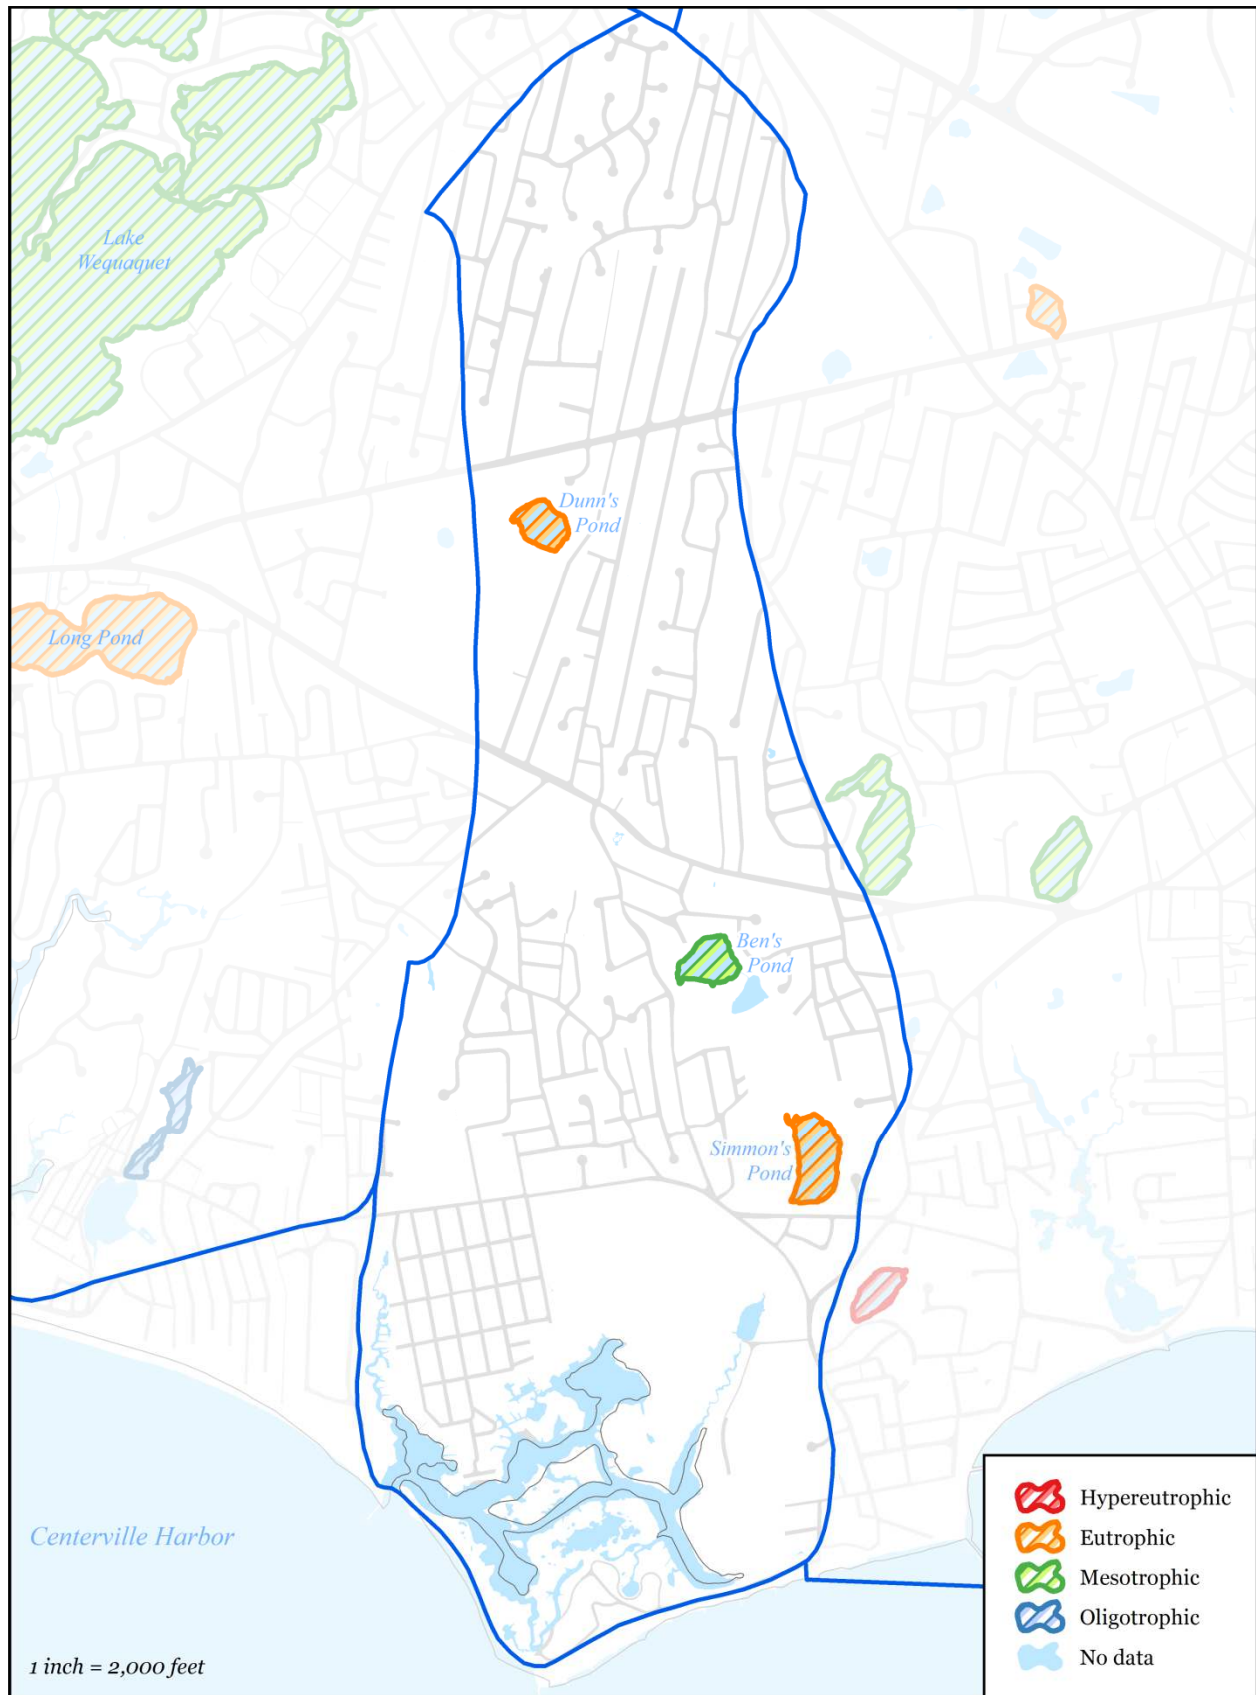 Lake
Wequaquet
Dunn's
Pond
Long Pond
Ben's
Pond
Simmon's
Pond
Centerville Harbor
1 inch = 2,000 feet
Hypereutrophic
Eutrophic
Mesotrophic
Oligotrophic
No data